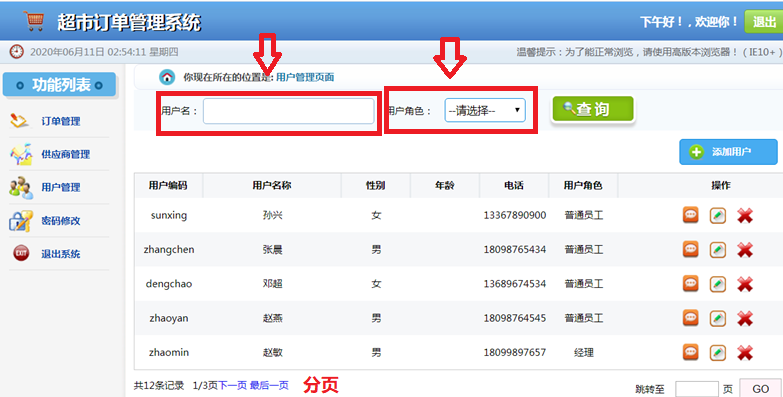 超市订单管理系统
下午好！，欢迎你！ 退出
2020年06月11日 02:54:11 星期四
温馨提示：为了能正常浏览，请使用高版本浏览器！（IE10+）
功能列表
你现在所在的位置是: 用户管理页面
用户名：
用户角色： --请选择-- 查询
订单管理
供应商管理
用户管理
密码修改
EXIT 退出系统
添加用户
用户编码 用户名称 性别 年龄 电话 用户角色 操作
sunxing 孙兴 女 13367890900 普通员工
zhangchen 张晨 男 18098765434 普通员工
dengchao 邓超 女 13689674534 普通员工
zhaoyan 赵燕 男 18098764545 普通员工
zhaomin 赵敏 男 18099897657 经理
共12条记录 1/3页下一页 最后一页 分页
跳转至 页 GO